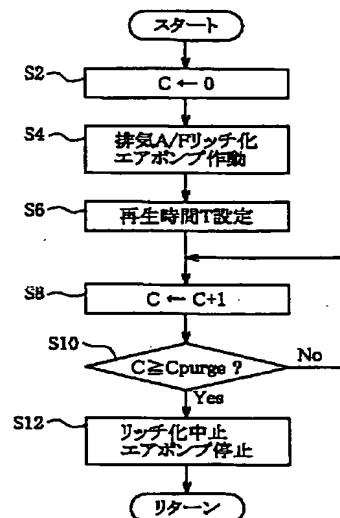 スタート
S2
C ← 0
S4
排気A/Fリッチ化
エアポンプ作動
S6
再生時間T設定
S8
C ← C+1
S10
C≧Cpurge ?
No
Yes
S12
リッチ化中止
エアポンプ停止
リターン